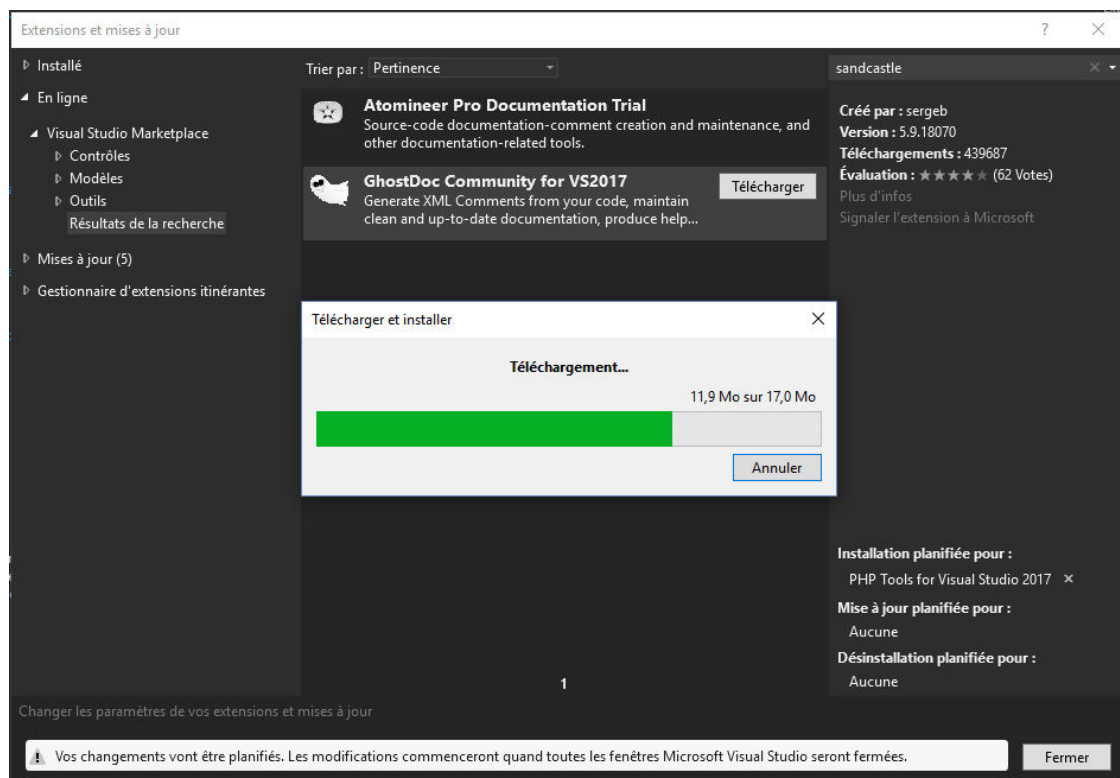 Extensions et mises à jour
?
Installé
En ligne
Visual Studio Marketplace
Contrôles
Modèles
Outils
Résultats de la recherche
Mises à jour (5)
Gestionnaire d'extensions itinérantes
Trier par : Pertinence
Atomineer Pro Documentation Trial
Source-code documentation-comment creation and maintenance, and
other documentation-related tools.
GhostDoc Community for VS2017
Télécharger
Generate XML Comments from your code, maintain
clean and up-to-date documentation, produce help...
sandcastle
Créé par : sergeb
Version : 5.9.18070
Téléchargements : 439687
Évaluation : ★★★★★ (62 Votes)
Plus d'infos
Signaler l'extension à Microsoft
Télécharger et installer
Téléchargement...
11,9 Mo sur 17,0 Mo
Annuler
Installation planifiée pour :
PHP Tools for Visual Studio 2017
Mise à jour planifiée pour :
Aucune
Désinstallation planifiée pour :
Aucune
1
Changer les paramètres de vos extensions et mises à jour
Vos changements vont être planifiés. Les modifications commenceront quand toutes les fenêtres Microsoft Visual Studio seront fermées.
Fermer